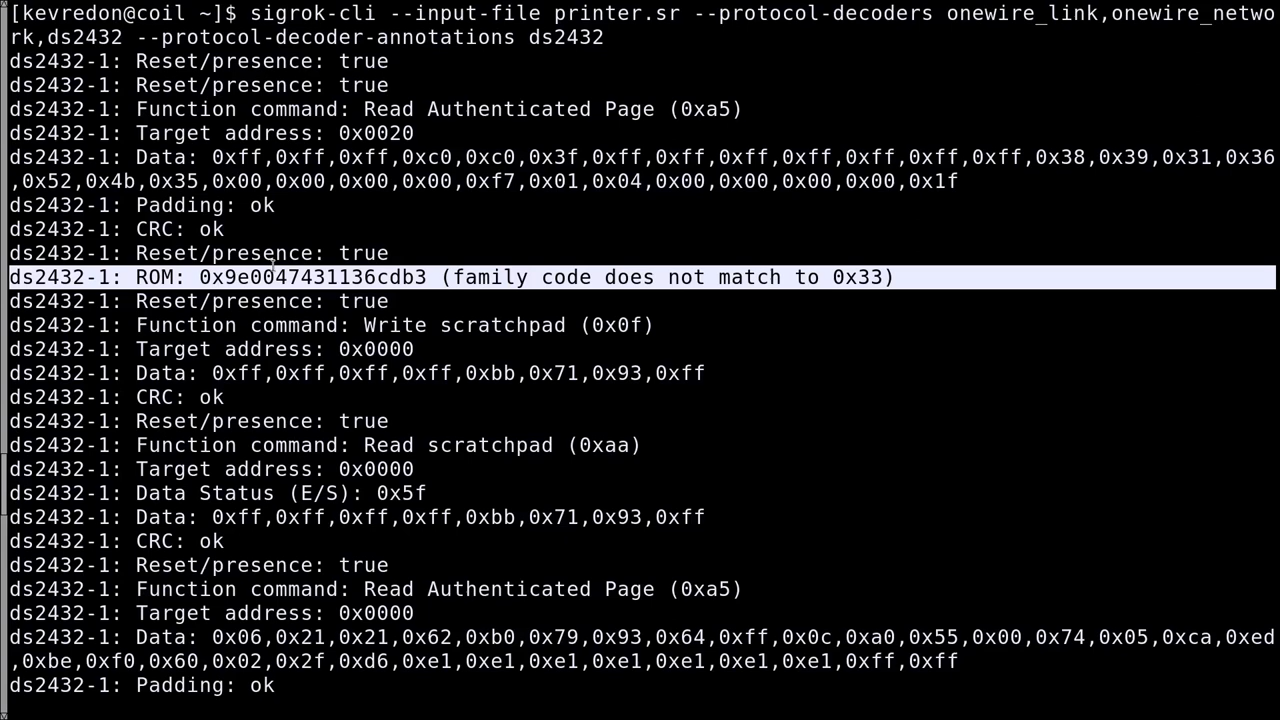 [kevredon@coil ~]$ sigrok-cli --input-file printer.sr --protocol-decoders onewire_link,onewire_netwo
rk,ds2432 --protocol-decoder-annotations ds2432
ds2432-1: Reset/presence: true
ds2432-1: Reset/presence: true
ds2432-1: Function command: Read Authenticated Page (0xa5)
ds2432-1: Target address: 0x0020
ds2432-1: Data: 0xff,0xff,0xff,0xc0,0xc0,0x3f,0xff,0xff,0xff,0xff,0xff,0xff,0xff,0x38,0x39,0x31,0x36
,0x52,0x4b,0x35,0x00,0x00,0x00,0x00,0xf7,0x01,0x04,0x00,0x00,0x00,0x00,0x1f
ds2432-1: Padding: ok
ds2432-1: CRC: ok
ds2432-1: Reset/presence: true
ds2432-1: ROM: 0x9e0047431136cdb3 (family code does not match to 0x33)
ds2432-1: Reset/presence: true
ds2432-1: Function command: Write scratchpad (0x0f)
ds2432-1: Target address: 0x0000
ds2432-1: Data: 0xff,0xff,0xff,0xff,0xbb,0x71,0x93,0xff
ds2432-1: CRC: ok
ds2432-1: Reset/presence: true
ds2432-1: Function command: Read scratchpad (0xaa)
ds2432-1: Target address: 0x0000
ds2432-1: Data Status (E/S): 0x5f
ds2432-1: Data: 0xff,0xff,0xff,0xff,0xbb,0x71,0x93,0xff
ds2432-1: CRC: ok
ds2432-1: Reset/presence: true
ds2432-1: Function command: Read Authenticated Page (0xa5)
ds2432-1: Target address: 0x0000
ds2432-1: Data: 0x06,0x21,0x21,0x62,0xb0,0x79,0x93,0x64,0xff,0x0c,0xa0,0x55,0x00,0x74,0x05,0xca,0xed
,0xbe,0xf0,0x60,0x02,0x2f,0xd6,0xe1,0xe1,0xe1,0xe1,0xe1,0xe1,0xe1,0xff,0xff
ds2432-1: Padding: ok